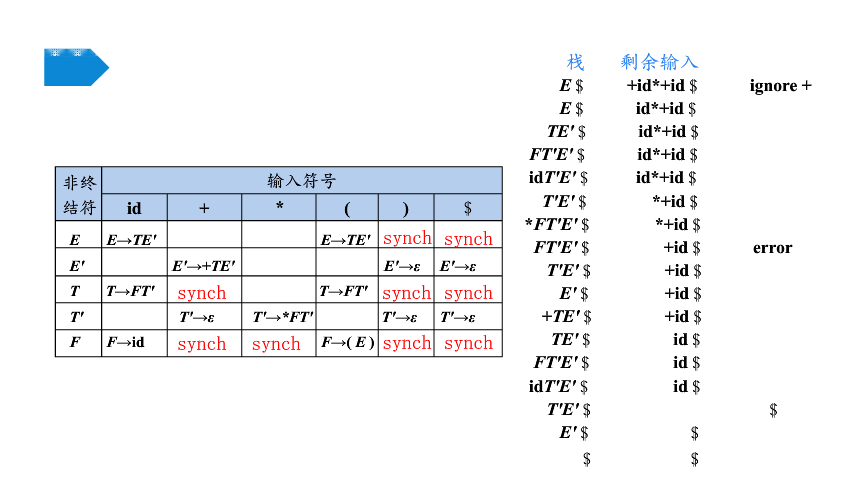 非终结符 输入符号
id + * ( ) $
E E→TE' E→TE' synch synch
E' E'→+TE' E'→ε E'→ε
T T→FT' synch T→FT' synch synch
T' T'→ε T'→*FT' T'→ε T'→ε
F F→id synch synch F→( E ) synch synch
栈 剩余输入
E $ +id*+id $ ignore +
E $ id*+id $
TE' $ id*+id $
FT'E' $ id*+id $
idT'E' $ id*+id $
T'E' $ *+id $
*FT'E' $ *+id $
FT'E' $ +id $ error
T'E' $ +id $
E' $ +id $
+TE' $ +id $
TE' $ id $
FT'E' $ id $
idT'E' $ id $
T'E' $ $
E' $ $
$ $